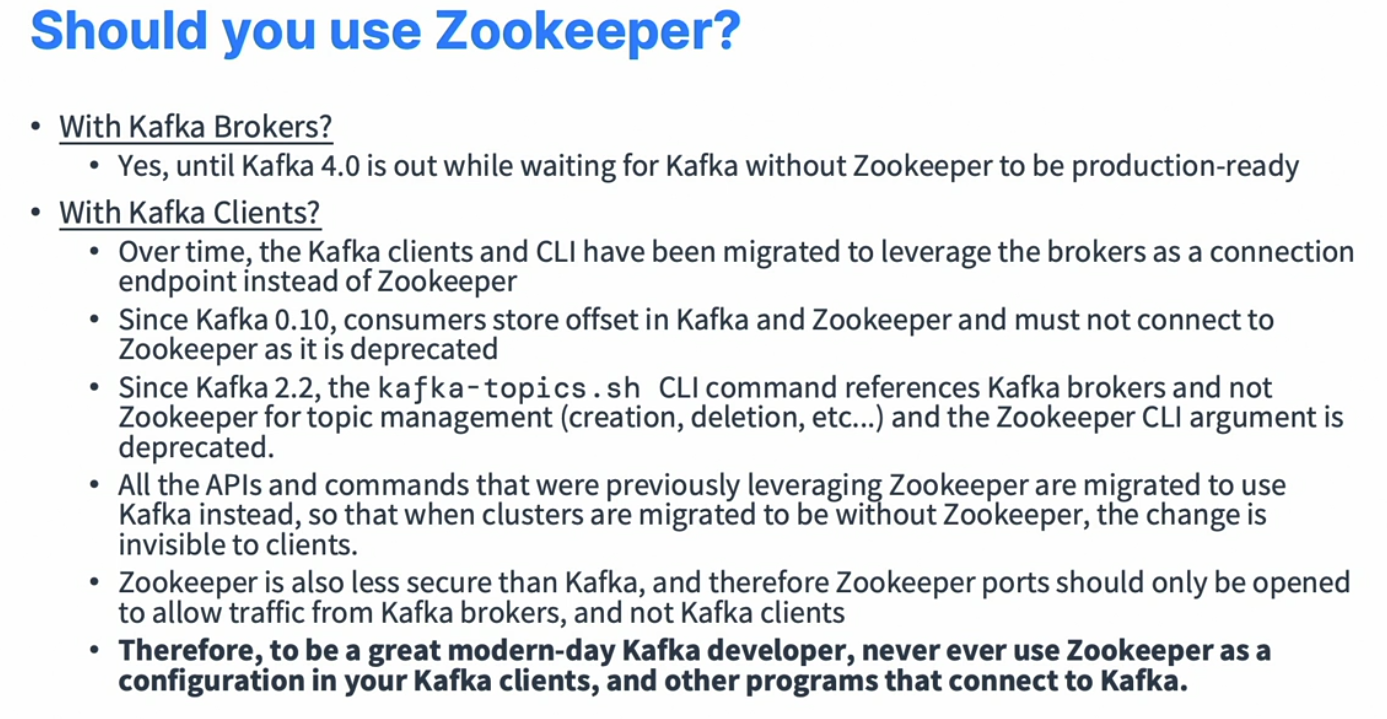 Should you use Zookeeper?
• With Kafka Brokers?
• Yes, until Kafka 4.0 is out while waiting for Kafka without Zookeeper to be production-ready
• With Kafka Clients?
• Over time, the Kafka clients and CLI have been migrated to leverage the brokers as a connection
endpoint instead of Zookeeper
• Since Kafka 0.10, consumers store offset in Kafka and Zookeeper and must not connect to
Zookeeper as it is deprecated
• Since Kafka 2.2, the kafka-topics.sh CLI command references Kafka brokers and not
Zookeeper for topic management (creation, deletion, etc...) and the Zookeeper CLI argument is
deprecated.
• All the APIs and commands that were previously leveraging Zookeeper are migrated to use
Kafka instead, so that when clusters are migrated to be without Zookeeper, the change is
invisible to clients.
• Zookeeper is also less secure than Kafka, and therefore Zookeeper ports should only be opened
to allow traffic from Kafka brokers, and not Kafka clients
• Therefore, to be a great modern-day Kafka developer, never ever use Zookeeper as a
configuration in your Kafka clients, and other programs that connect to Kafka.